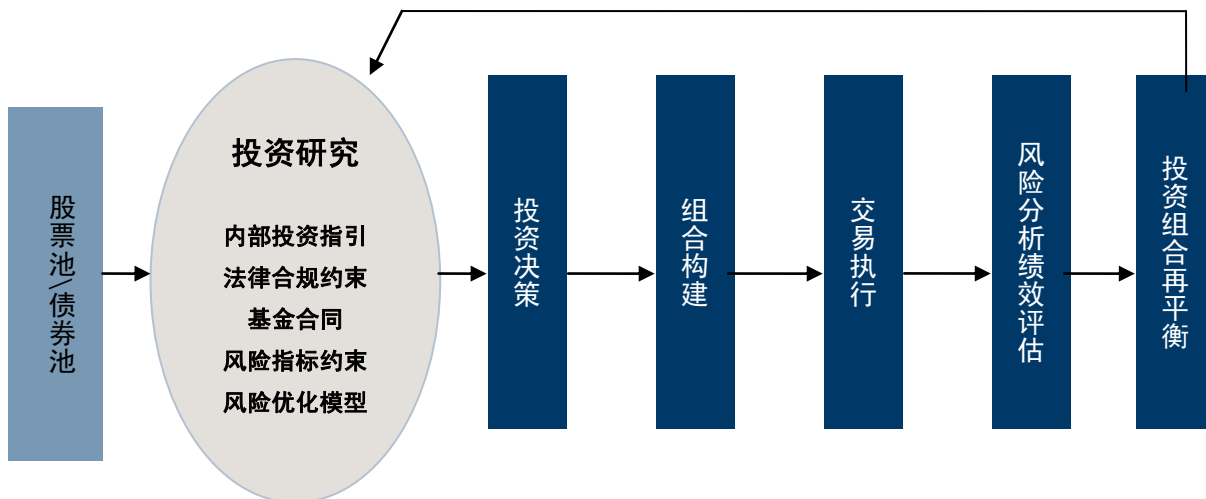 股票池\债券池
投资研究
内部投资指引
法律合规约束
基金合同
风险指标约束
风险优化模型
投资决策
组合构建
交易执行
风险分析绩效评估
投资组合再平衡